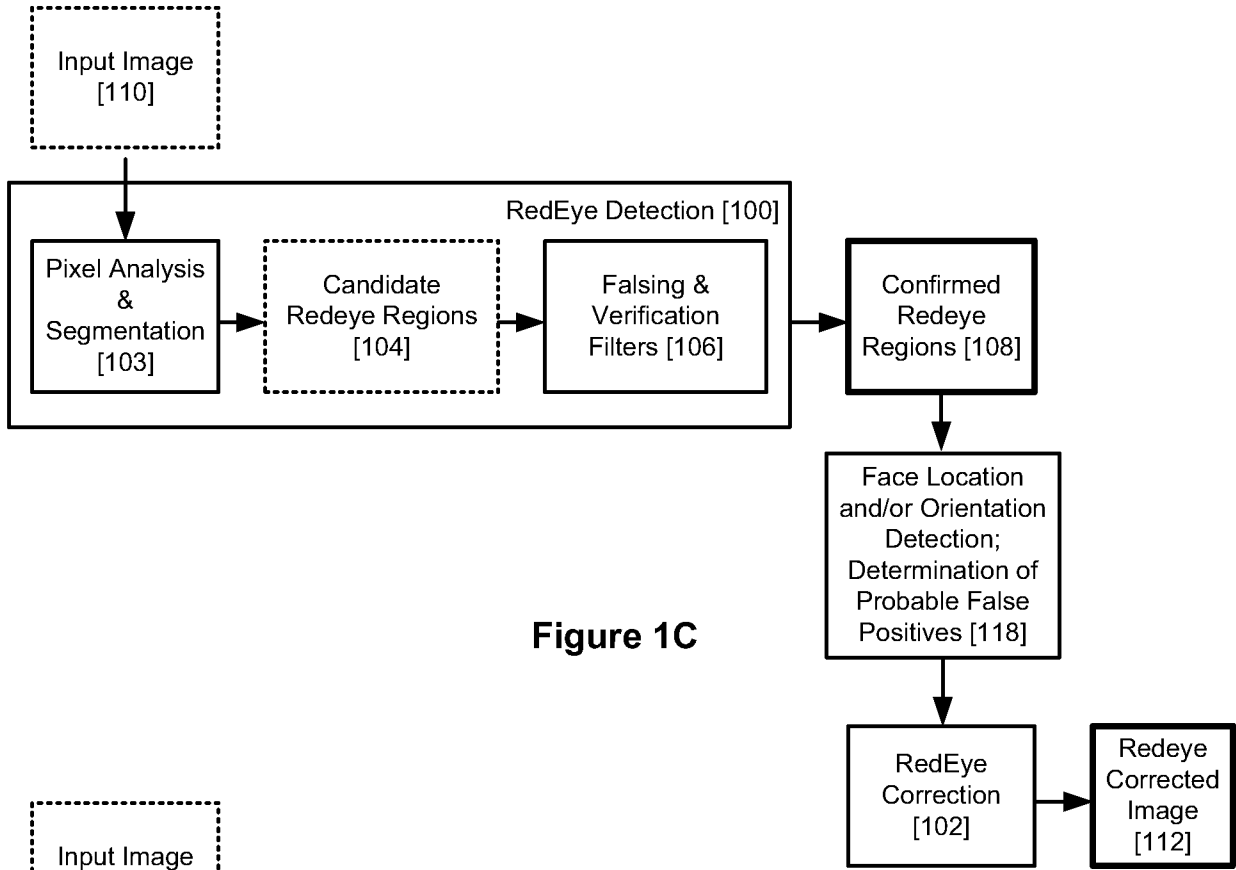 Input Image
[110]
RedEye Detection [100]
Pixel Analysis
&
Segmentation
[103]
Candidate
Redeye Regions
[104]
Falsing &
Verification
Filters [106]
Confirmed
Redeye
Regions [108]
Face Location
and/or Orientation
Detection;
Determination of
Probable False
Positives [118]
Figure 1C
RedEye
Correction
[102]
Redeye
Corrected
Image
[112]
Input Image